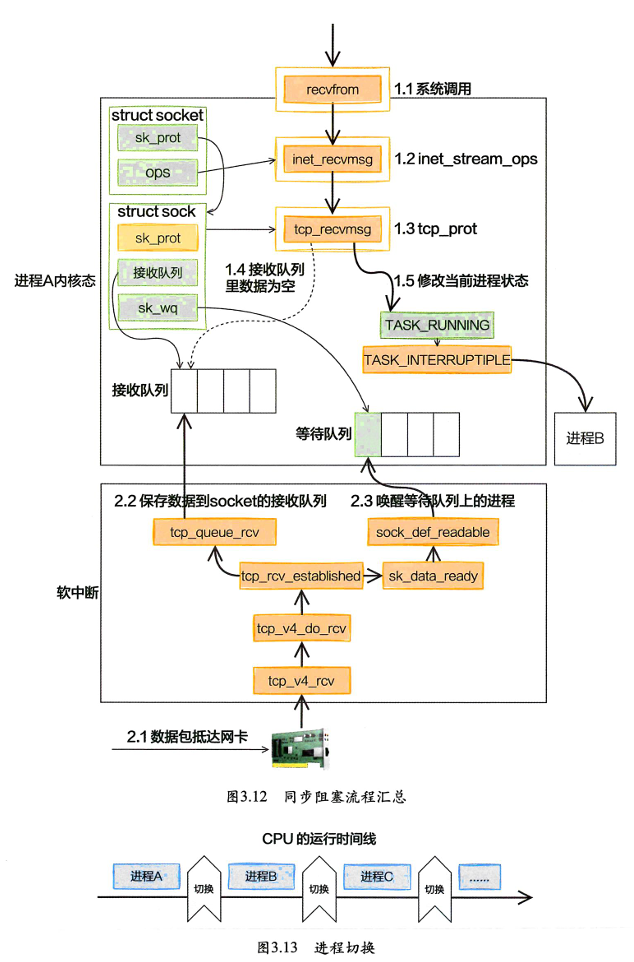 recvfrom
1.1 系统调用
struct socket
sk_prot
ops
inet_recvmsg
1.2 inet_stream_ops
struct sock
sk_prot
接收队列
sk_wq
tcp_recvmsg
1.3 tcp_prot
1.4 接收队列
里数据为空
1.5 修改当前进程状态
进程A内核态
TASK_RUNNING
TASK_INTERRUPTIPLE
接收队列
等待队列
进程B
2.2 保存数据到socket的接收队列
2.3 唤醒等待队列上的进程
tcp_queue_rcv
sock_def_readable
tcp_rcv_established
sk_data_ready
软中断
tcp_v4_do_rcv
tcp_v4_rcv
2.1 数据包抵达网卡
图3.12 同步阻塞流程汇总
CPU 的运行时间线
进程A
切换
进程B
切换
进程C
切换
......
图3.13 进程切换